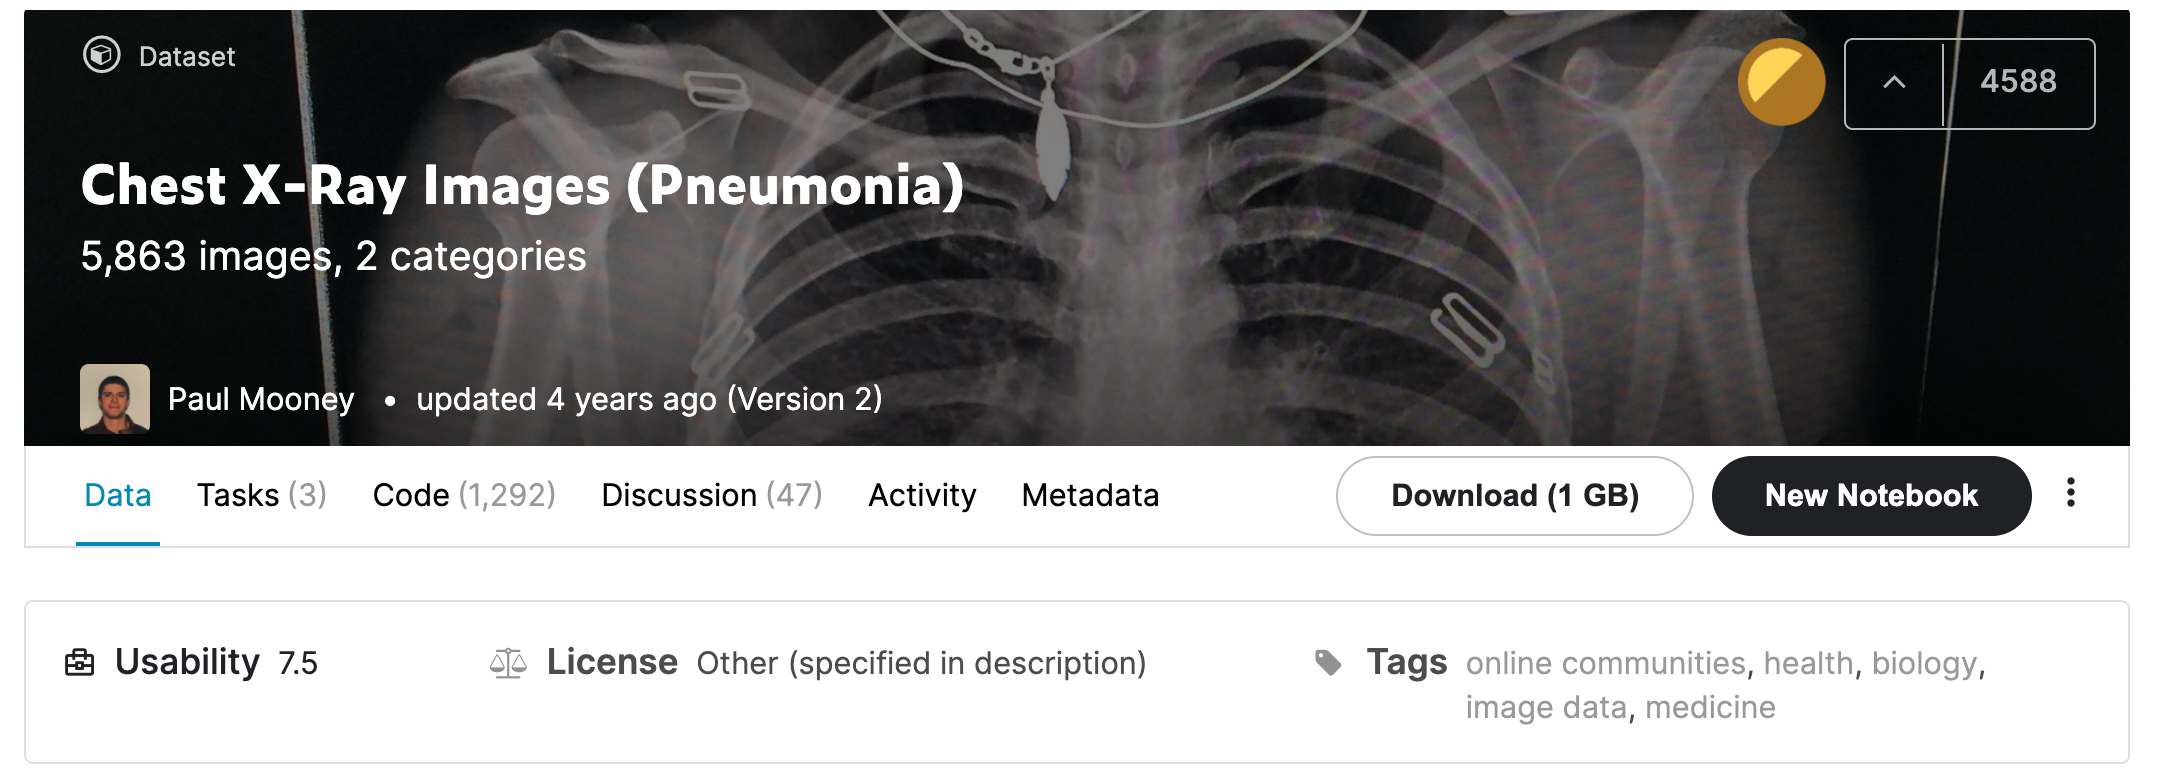 Dataset
4588
Chest X-Ray Images (Pneumonia)
5,863 images, 2 categories
Paul Mooney • updated 4 years ago (Version 2)
Data Tasks (3) Code (1,292) Discussion (47) Activity Metadata Download (1 GB) New Notebook
Usability 7.5 License Other (specified in description) Tags online communities, health, biology,
image data, medicine